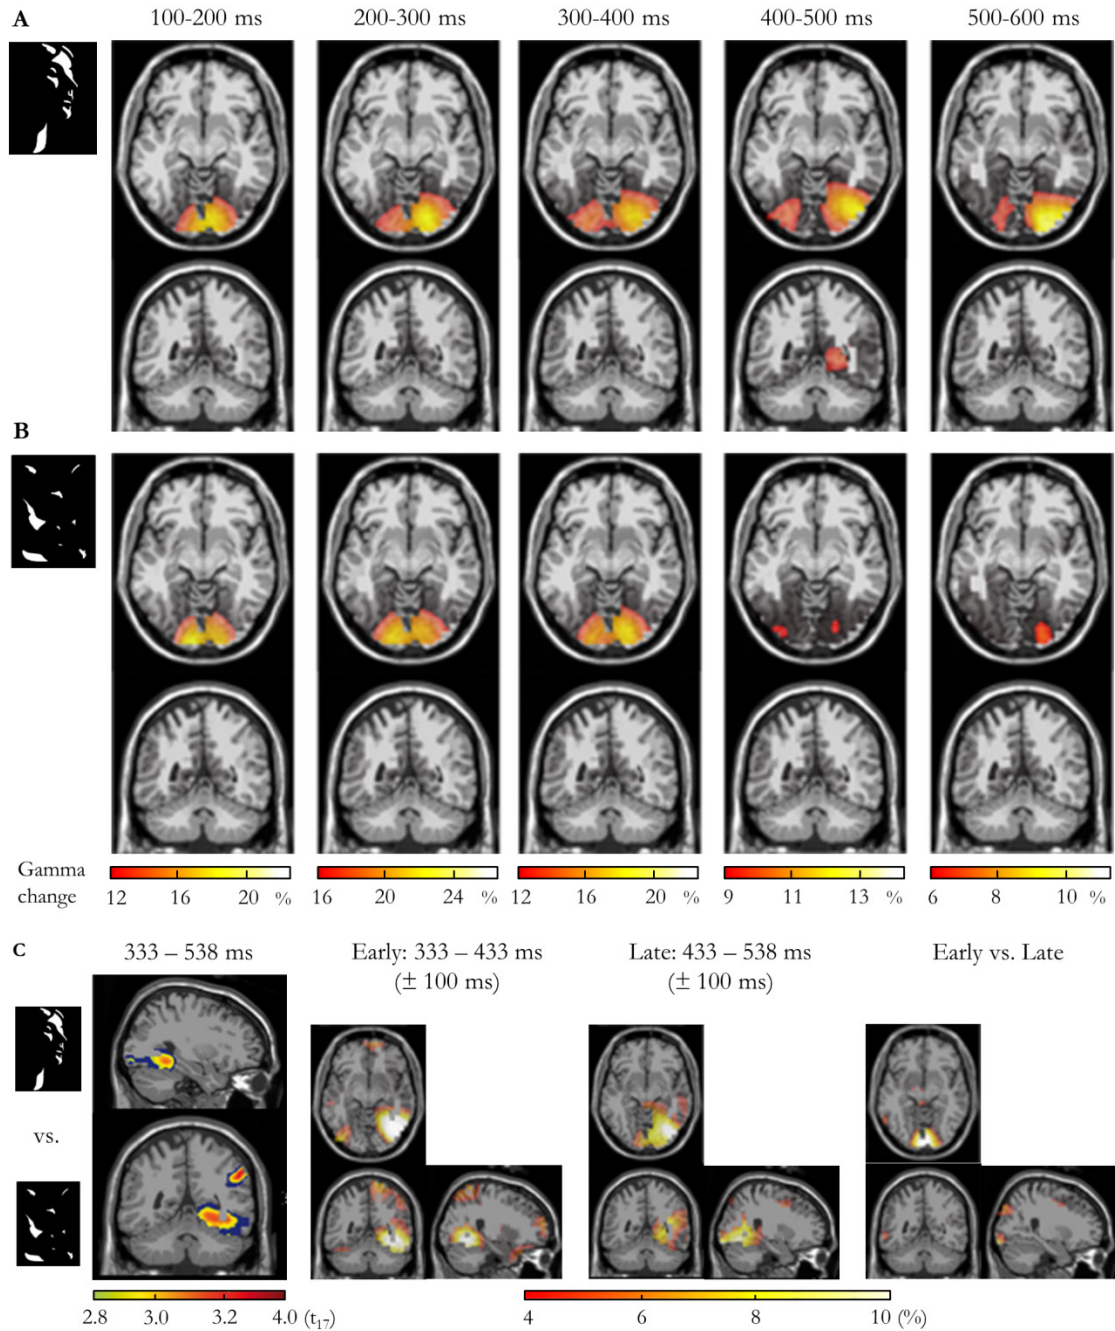 A
100-200 ms 200-300 ms 300-400 ms 400-500 ms 500-600 ms
B
Gamma
change
12 16 20 % 16 20 24 % 12 16 20 % 9 11 13 % 6 8 10 %
C
333 – 538 ms Early: 333 – 433 ms Late: 433 – 538 ms Early vs. Late
(± 100 ms) (± 100 ms)
vs.
2.8 3.0 3.2 4.0 (t17) 4 6 8 10 (%)